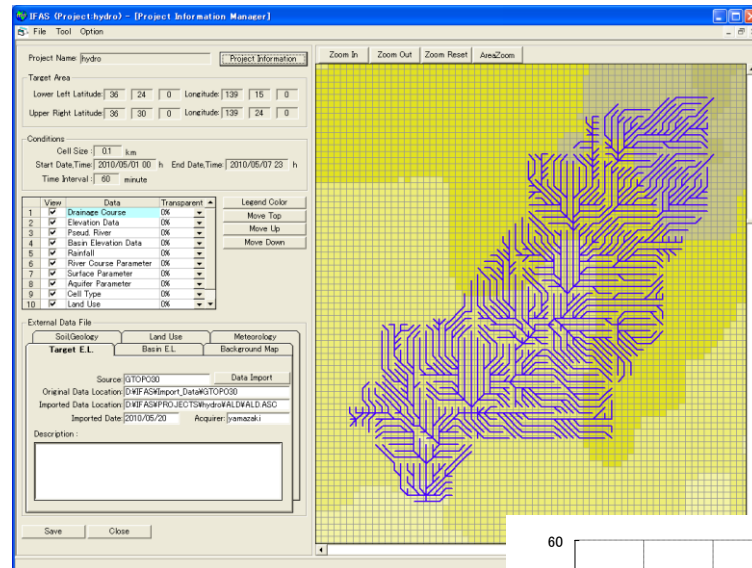 IFAS (Project:hydro) - [Project Information Manager]
File Tool Option
Project Name: hydro Project Information
Target Area
Lower Left Latitude: 36 24 0 Longitude: 139 15 0
Upper Right Latitude: 36 30 0 Longitude: 139 24 0
Conditions
Cell Size : 0.1 km
Start Date,Time: 2010/05/01 00 h End Date,Time: 2010/05/07 23 h
Time Interval : 60 minute
View Data Transparent
1 Drainage Course 0%
2 Elevation Data 0%
3 Pseud. River 0%
4 Basin Elevation Data 0%
5 Rainfall 0%
6 River Course Parameter 0%
7 Surface Parameter 0%
8 Aquifer Parameter 0%
9 Cell Type 0%
10 Land Use 0%
Legend Color
Move Top
Move Up
Move Down
External Data File
Soil,Geology Land Use Meteorology
Target E.L. Basin E.L Background Map
Source: GTOPO30 Data Import
Original Data Location: D:¥IFAS¥Import_Data¥GTOPO30
Imported Data Location: D:¥IFAS¥PROJECTS¥hydro¥ALD¥ALD.ASC
Imported Date: 2010/05/20 Acquirer: yamazaki
Description :
Save Close
Zoom In Zoom Out Zoom Reset AreaZoom
60